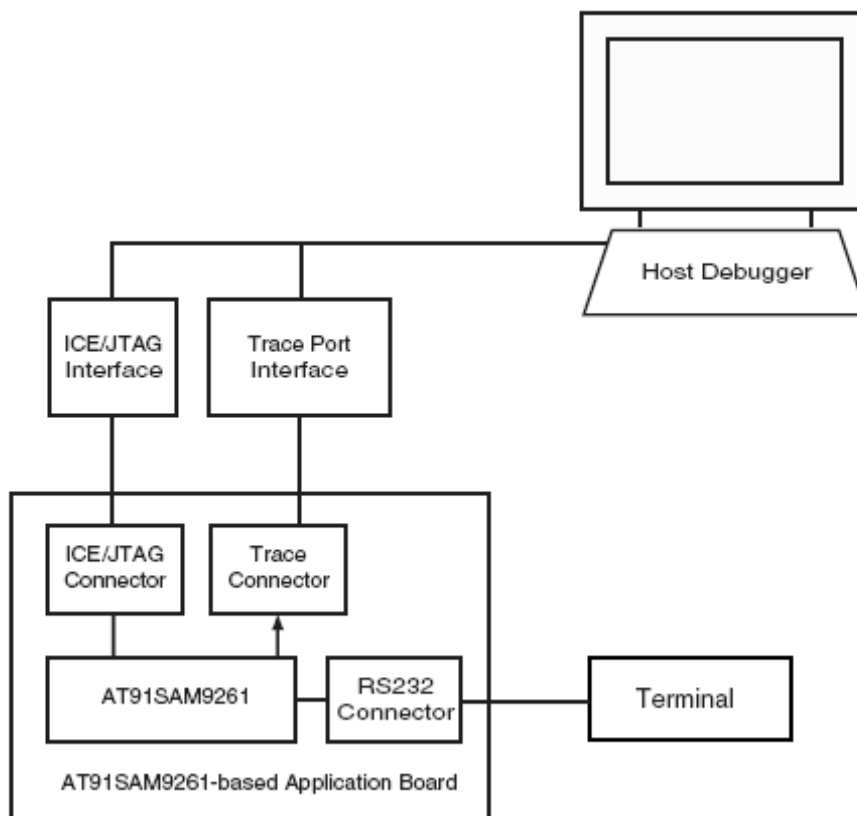 Host Debugger
ICE/JTAG
Interface
Trace Port
Interface
ICE/JTAG
Connector
Trace
Connector
AT91SAM9261
RS232
Connector
Terminal
AT91SAM9261-based Application Board